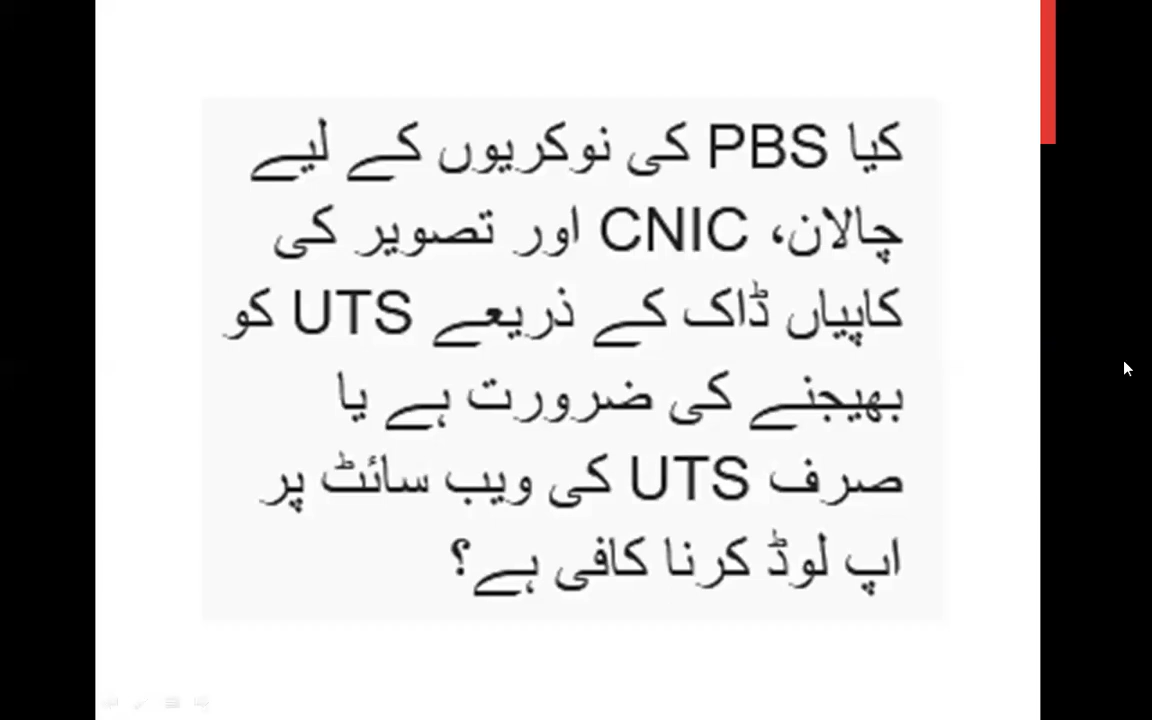 کیا PBS کی نوکریوں کے لیے
چالان، CNIC اور تصویر کی
کاپیاں ڈاک کے ذریعے UTS کو
بھیجنے کی ضرورت ہے یا
صرف UTS کی ویب سائٹ پر
اپ لوڈ کرنا کافی ہے؟